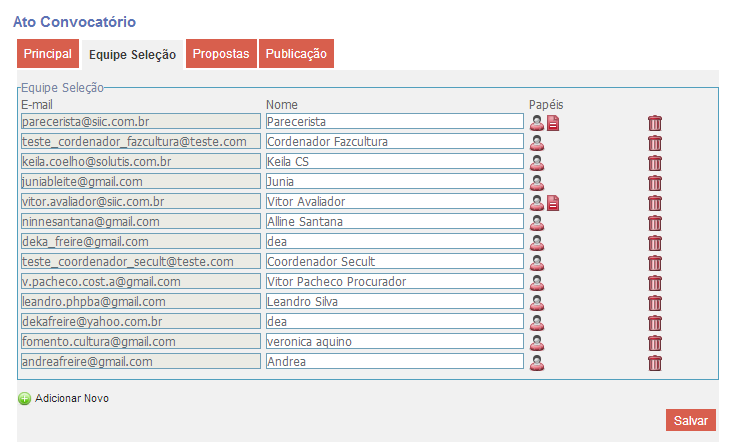 Ato Convocatório
Principal Equipe Seleção Propostas Publicação
Equipe Seleção
E-mail Nome Papéis
parecerista@siic.com.br Parecerista
teste_cordenador_fazcultura@teste.com Cordenador Fazcultura
keila.coelho@solutis.com.br Keila CS
juniableite@gmail.com Junia
vitor.avaliador@siic.com.br Vitor Avaliador
ninnesantana@gmail.com Alline Santana
deka_freire@gmail.com dea
teste_coordenador_secult@teste.com Coordenador Secult
v.pacheco.cost.a@gmail.com Vitor Pacheco Procurador
leandro.phpba@gmail.com Leandro Silva
dekafreire@yahoo.com.br dea
fomento.cultura@gmail.com veronica aquino
andreafreire@gmail.com Andrea
Adicionar Novo
Salvar